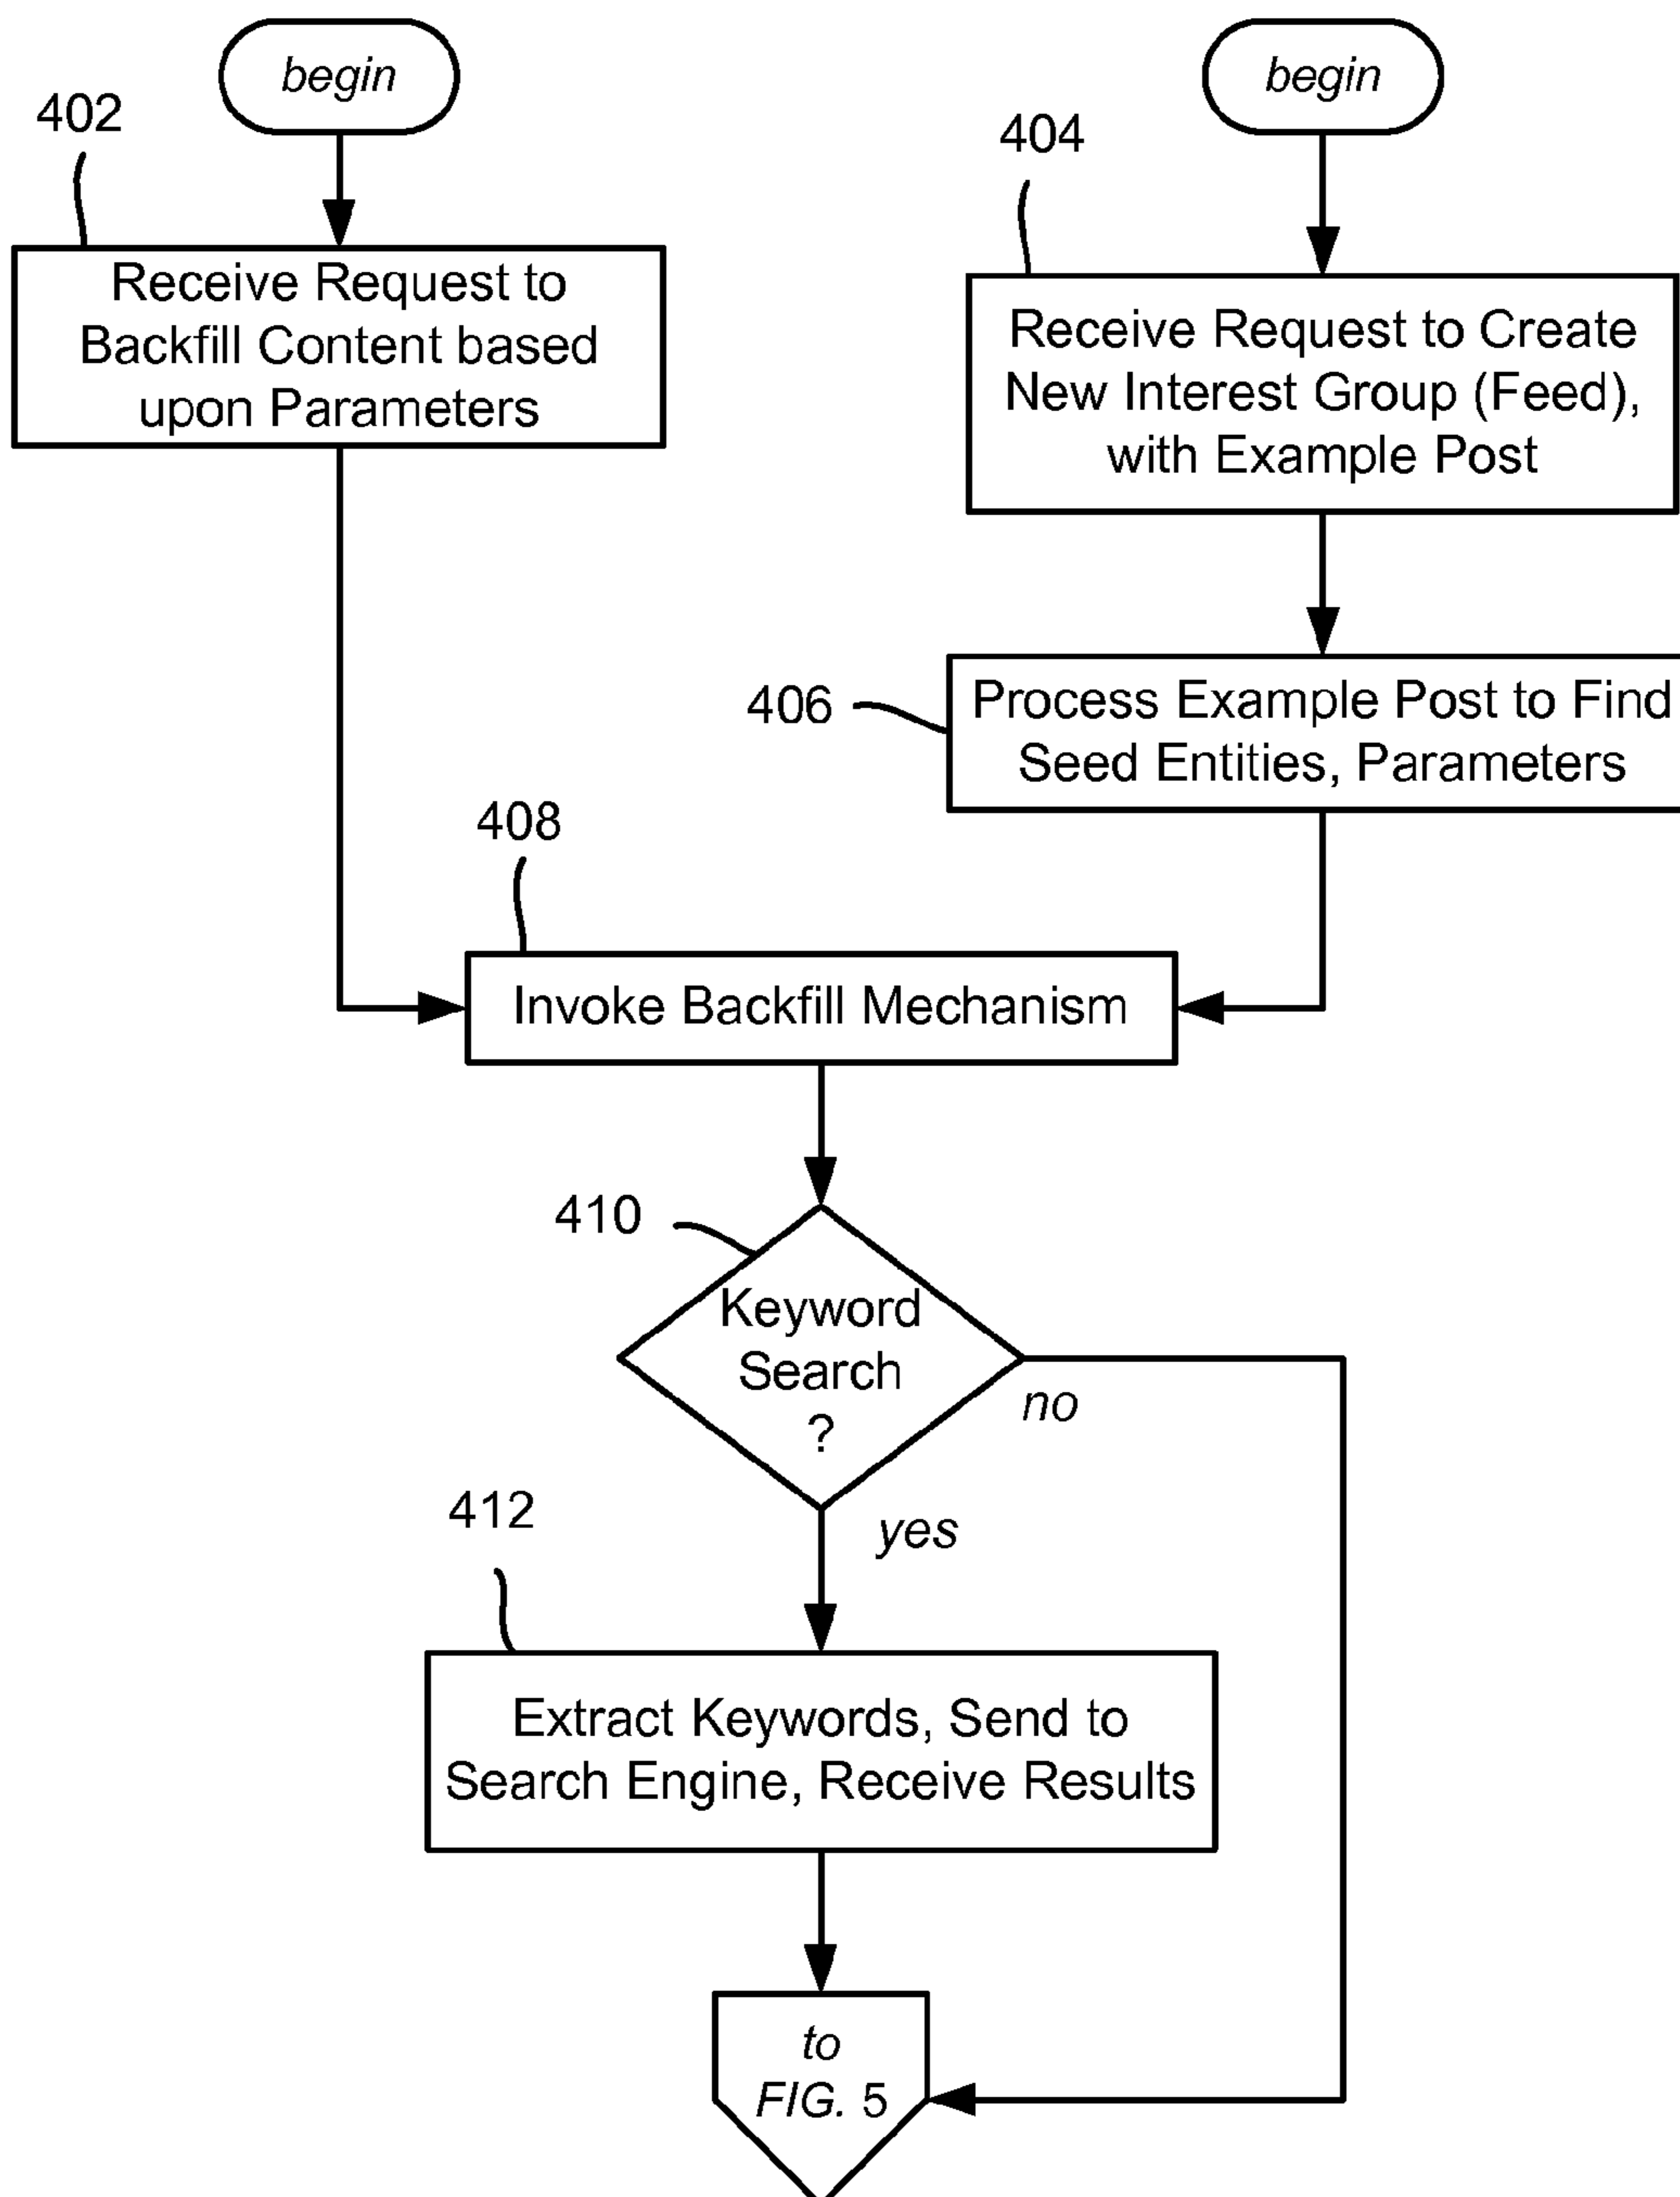 begin
begin
402
404
Receive Request to
Backfill Content based
upon Parameters
Receive Request to Create
New Interest Group (Feed),
with Example Post
406
Process Example Post to Find
Seed Entities, Parameters
408
Invoke Backfill Mechanism
410
Keyword
Search
?
no
yes
412
Extract Keywords, Send to
Search Engine, Receive Results
to
FIG. 5